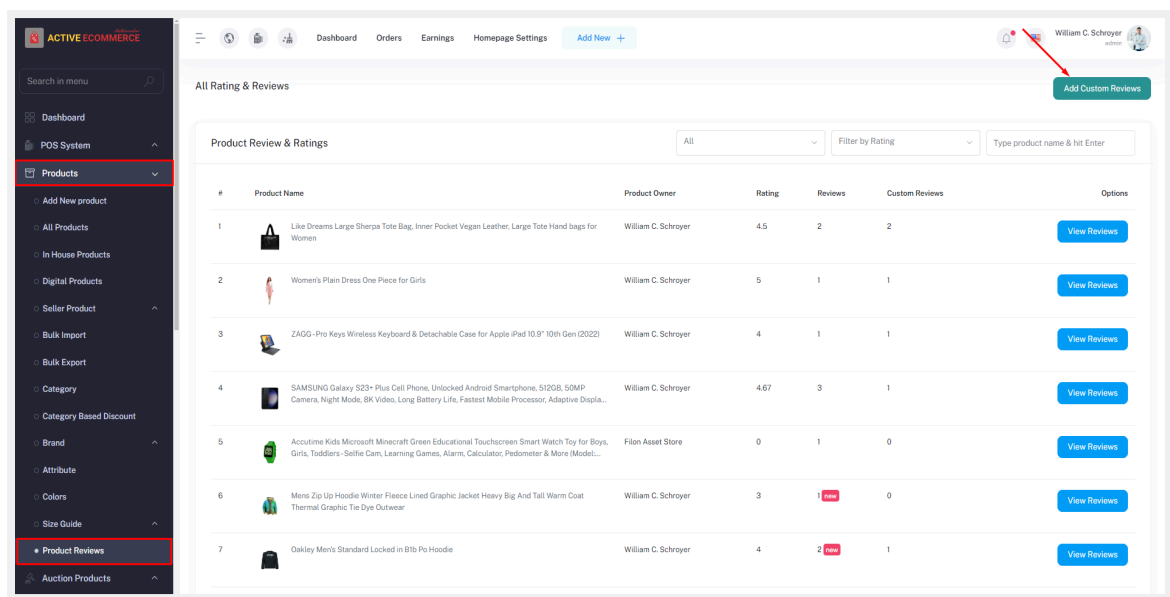 ACTIVE ECOMMERCE
Dashboard
Orders
Earnings
Homepage Settings
Add New +
William C. Schroyer
admin
Search in menu
All Rating & Reviews
Add Custom Reviews
Dashboard
POS System
Products
Add New product
All Products
In House Products
Digital Products
Seller Product
Bulk Import
Bulk Export
Category
Category Based Discount
Brand
Attribute
Colors
Size Guide
Product Reviews
Auction Products
Product Review & Ratings
All
Filter by Rating
Type product name & hit Enter
# Product Name Product Owner Rating Reviews Custom Reviews Options
1 Like Dreams Large Sherpa Tote Bag, Inner Pocket Vegan Leather, Large Tote Hand bags for William C. Schroyer 4.5 2 2 View Reviews
Women
2 Women's Plain Dress One Piece for Girls William C. Schroyer 5 1 1 View Reviews
3 ZAGG - Pro Keys Wireless Keyboard & Detachable Case for Apple iPad 10.9" 10th Gen (2022) William C. Schroyer 4 1 1 View Reviews
4 SAMSUNG Galaxy S23+ Plus Cell Phone, Unlocked Android Smartphone, 512GB, 50MP William C. Schroyer 4.67 3 1 View Reviews
Camera, Night Mode, 8K Video, Long Battery Life, Fastest Mobile Processor, Adaptive Displa...
5 Accutime Kids Microsoft Minecraft Green Educational Touchscreen Smart Watch Toy for Boys, Filon Asset Store 0 1 0 View Reviews
Girls, Toddlers - Selfie Cam, Learning Games, Alarm, Calculator, Pedometer & More (Model:...
6 Mens Zip Up Hoodie Winter Fleece Lined Graphic Jacket Heavy Big And Tall Warm Coat William C. Schroyer 3 1 new 0 View Reviews
Thermal Graphic Tie Dye Outwear
7 Oakley Men's Standard Locked in B1b Po Hoodie William C. Schroyer 4 2 new 1 View Reviews